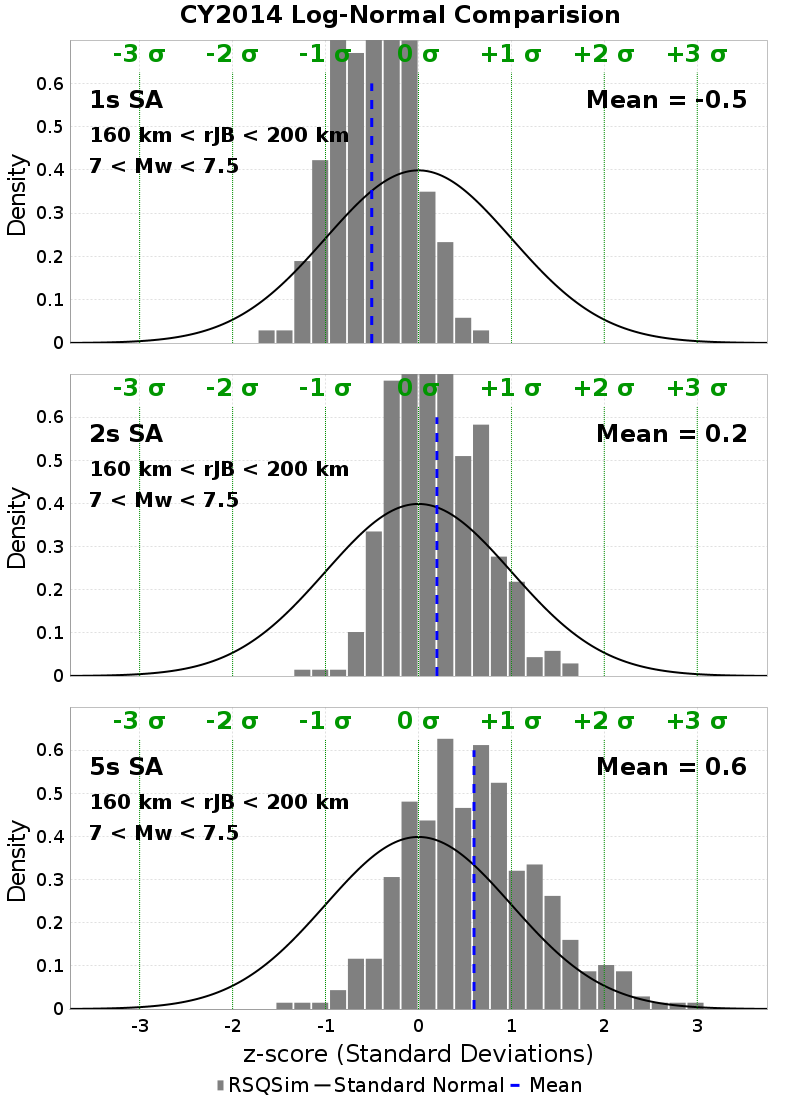 CY2014 Log-Normal Comparision
-3 σ -2 σ -1 σ 0 σ +1 σ +2 σ +3 σ
1s SA
Mean = -0.5
160 km < rJB < 200 km
7 < Mw < 7.5
0.6
0.5
0.4
0.3
0.2
0.1
0
Density
-3 σ -2 σ -1 σ 0 σ +1 σ +2 σ +3 σ
2s SA
Mean = 0.2
160 km < rJB < 200 km
7 < Mw < 7.5
0.6
0.5
0.4
0.3
0.2
0.1
0
Density
-3 σ -2 σ -1 σ 0 σ +1 σ +2 σ +3 σ
5s SA
Mean = 0.6
160 km < rJB < 200 km
7 < Mw < 7.5
0.6
0.5
0.4
0.3
0.2
0.1
0
Density
-3 -2 -1 0 1 2 3
z-score (Standard Deviations)
RSQSim Standard Normal Mean